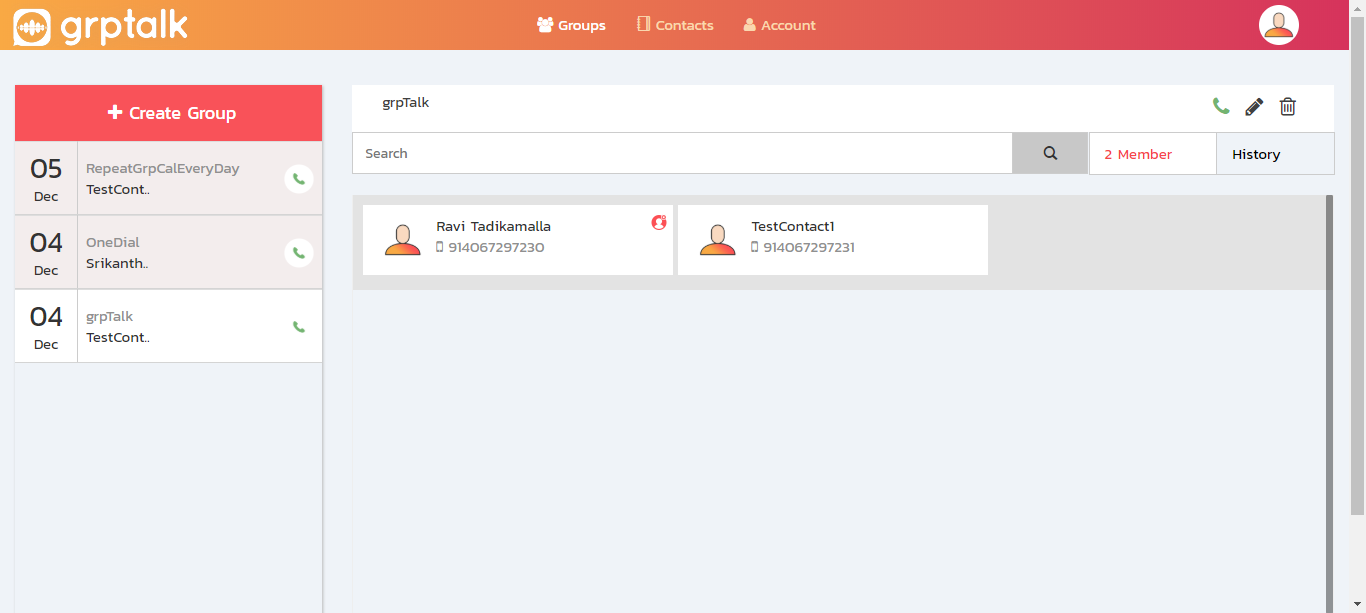 grptalk
Groups
Contacts
Account
Create Group
05
Dec
RepeatGrpCalEveryDay
TestCont..
04
Dec
OneDial
Srikanth..
04
Dec
grpTalk
TestCont..
grpTalk
Search
2 Member
History
Ravi Tadikamalla
914067297230
TestContact1
914067297231